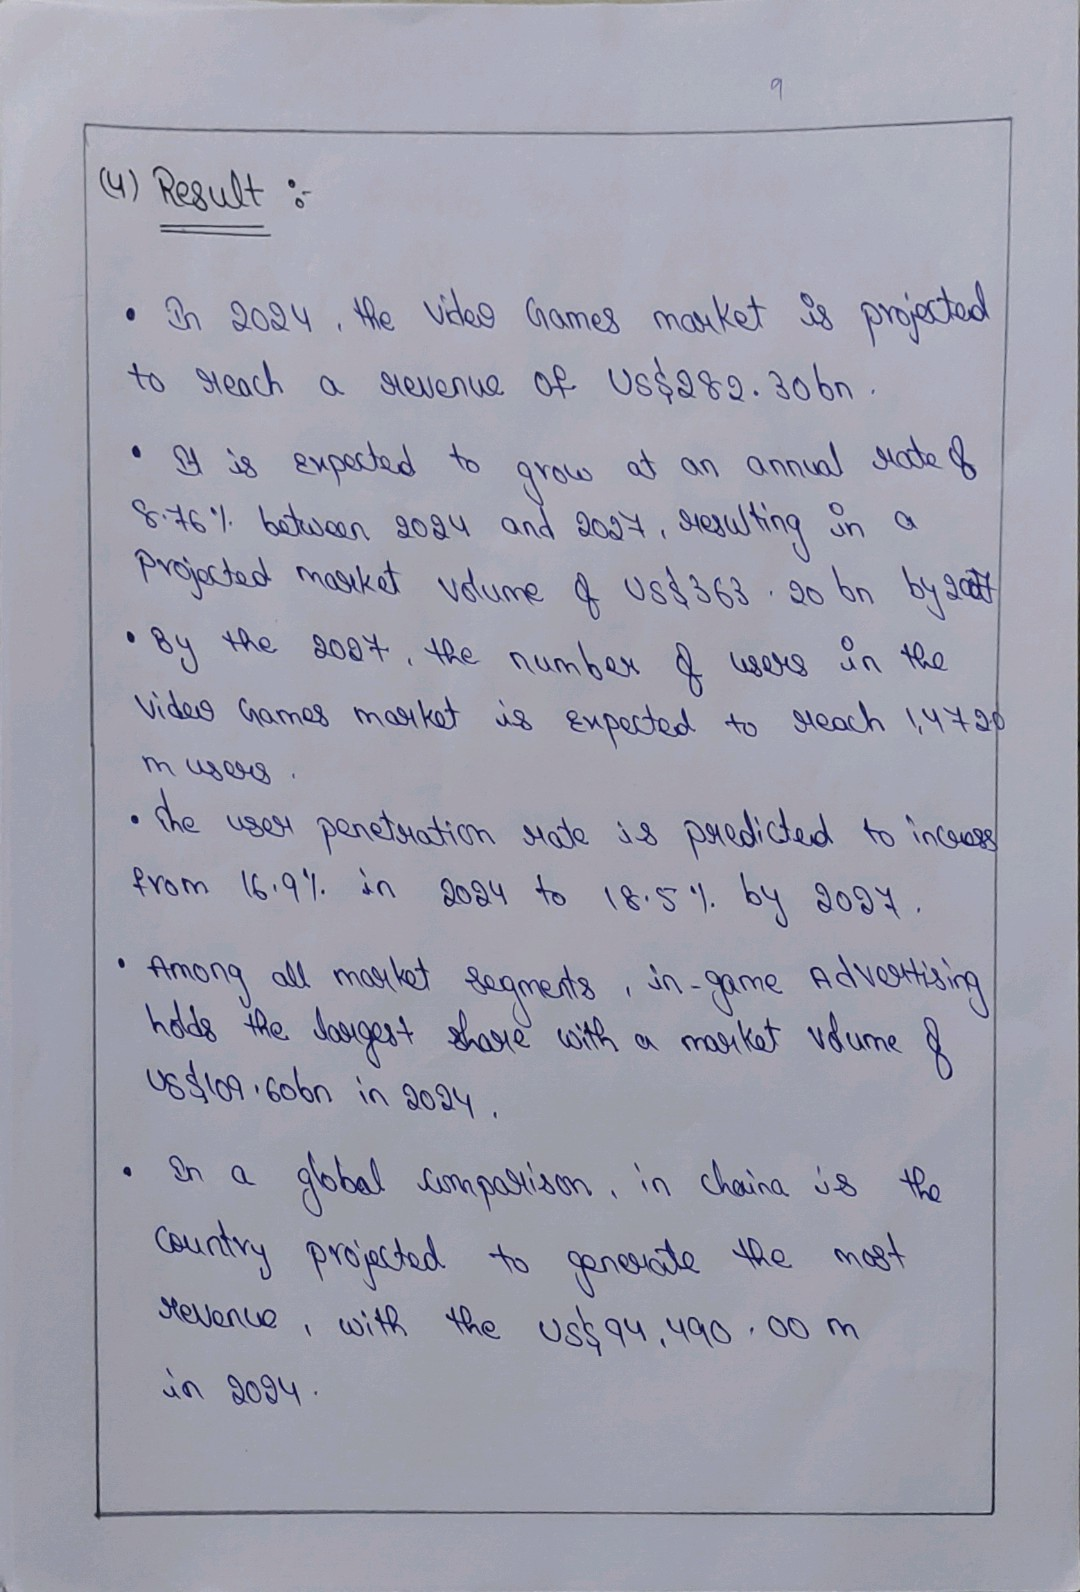 9
(4) Result :-
• In 2024, the Video Games market is projected
to reach a revenue of US$282.30bn.
• It is expected to grow at an annual rate of
8.76% between 2024 and 2027, resulting in a
Projected market volume of US$363.20 bn by 2027
• By the 2027, the number of users in the
Video Games market is expected to reach 1,4720
m users.
• The user penetration rate is predicted to increas
from 16.9% in 2024 to 18.5% by 2027.
• Among all market segments, in-game Advertising
holds the largest share with a market volume of
US$109.60bn in 2024.
• In a global comparison, in chaina is the
country projected to generate the most
revenue, with the US$94,490.00 m
in 2024.